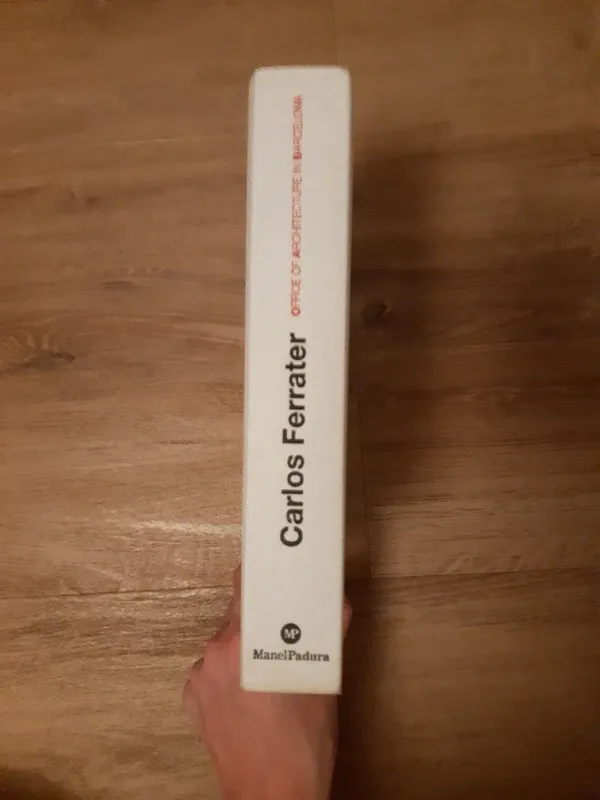 Carlos Ferrater
OFFICE OF ARCHITECTURE IN BARCELONA
MP
ManelPadura